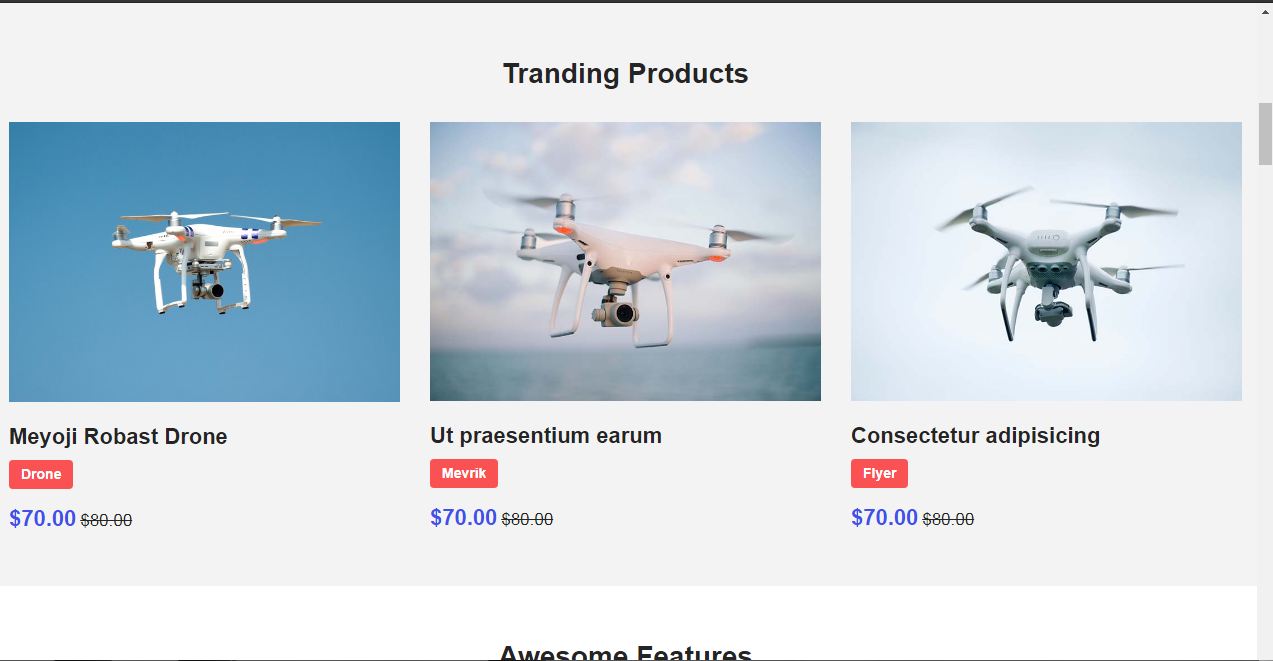 Tranding Products
Meyoji Robast Drone
Drone
$70.00 $80.00
Ut praesentium earum
Mevrik
$70.00 $80.00
Consectetur adipisicing
Flyer
$70.00 $80.00
Awesome Features